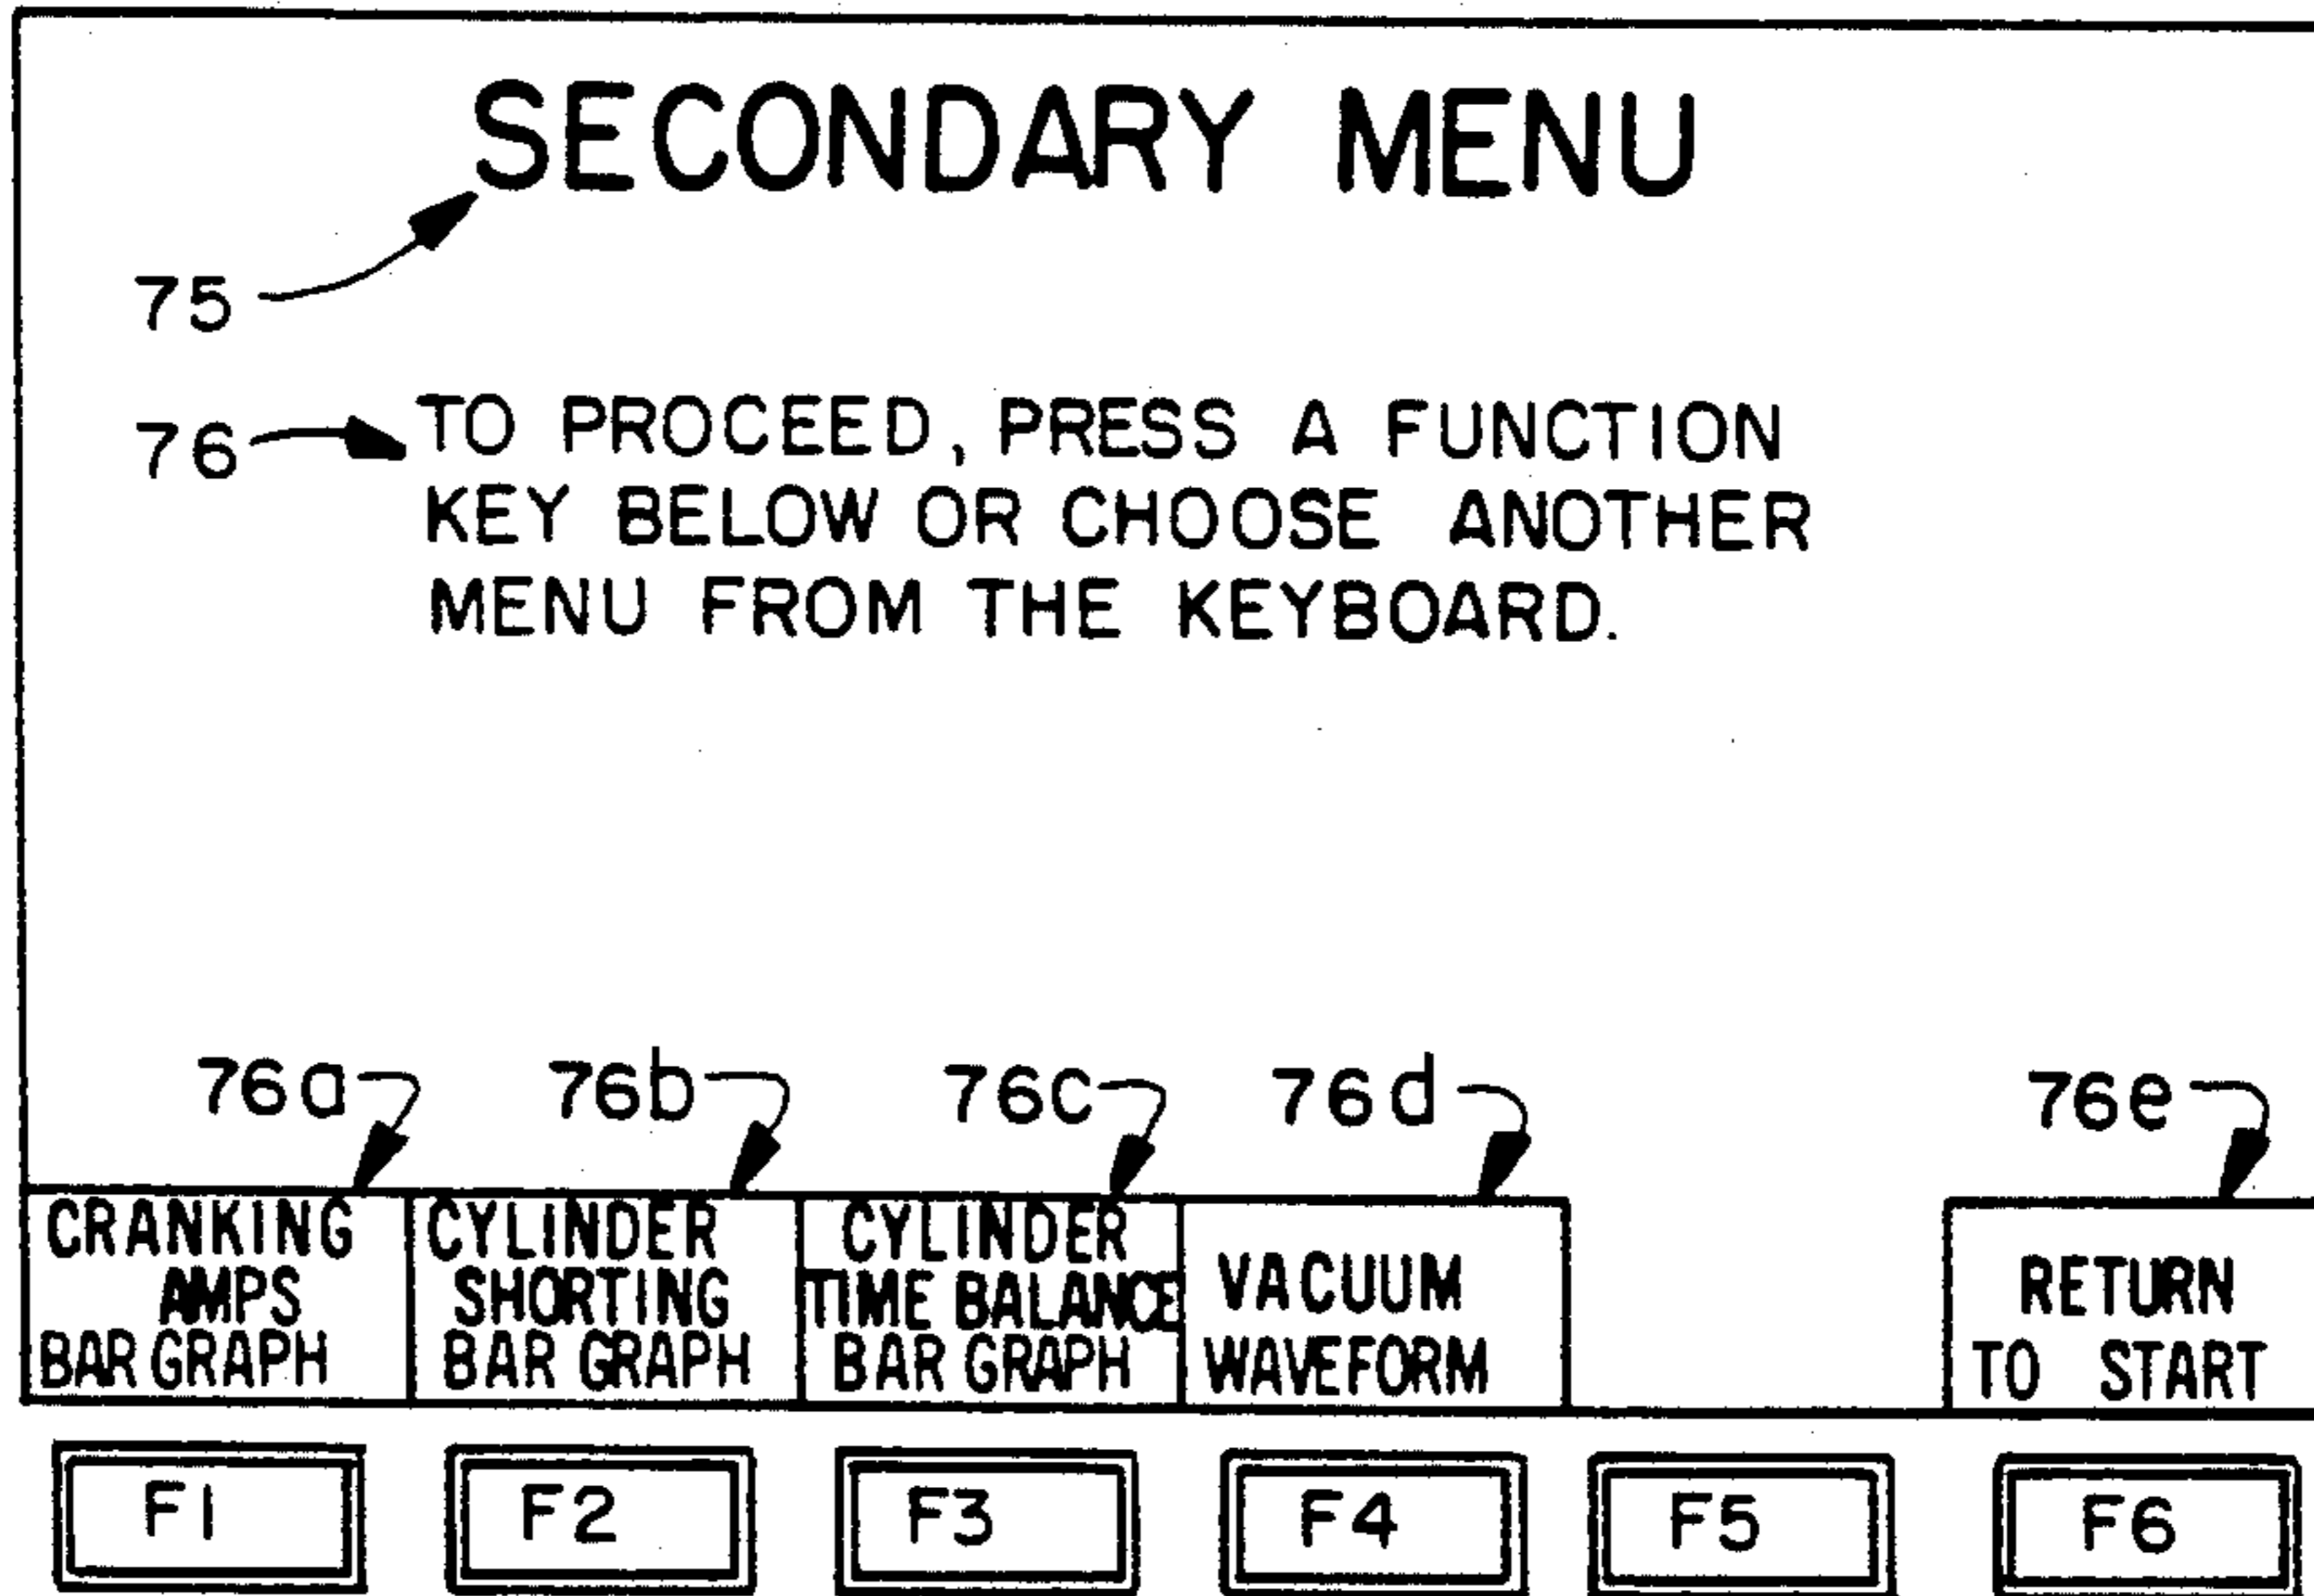 SECONDARY MENU
75
76 TO PROCEED, PRESS A FUNCTION
KEY BELOW OR CHOOSE ANOTHER
MENU FROM THE KEYBOARD.
76a 76b 76c 76d 76e
CRANKING
AMPS
BAR GRAPH
CYLINDER
SHORTING
BAR GRAPH
CYLINDER
TIME BALANCE
BAR GRAPH
VACUUM
WAVEFORM
RETURN
TO START
F1 F2 F3 F4 F5 F6